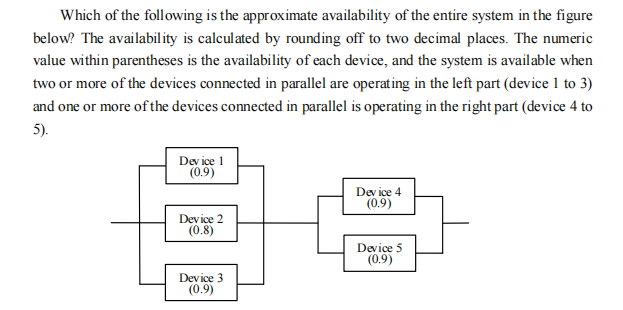 Which of the following is the approximate availability of the entire system in the figure
below? The availability is calculated by rounding off to two decimal places. The numeric
value within parentheses is the availability of each device, and the system is available when
two or more of the devices connected in parallel are operating in the left part (device 1 to 3)
and one or more of the devices connected in parallel is operating in the right part (device 4 to
5).
Device 1
(0.9)
Device 2
(0.8)
Device 3
(0.9)
Device 4
(0.9)
Device 5
(0.9)